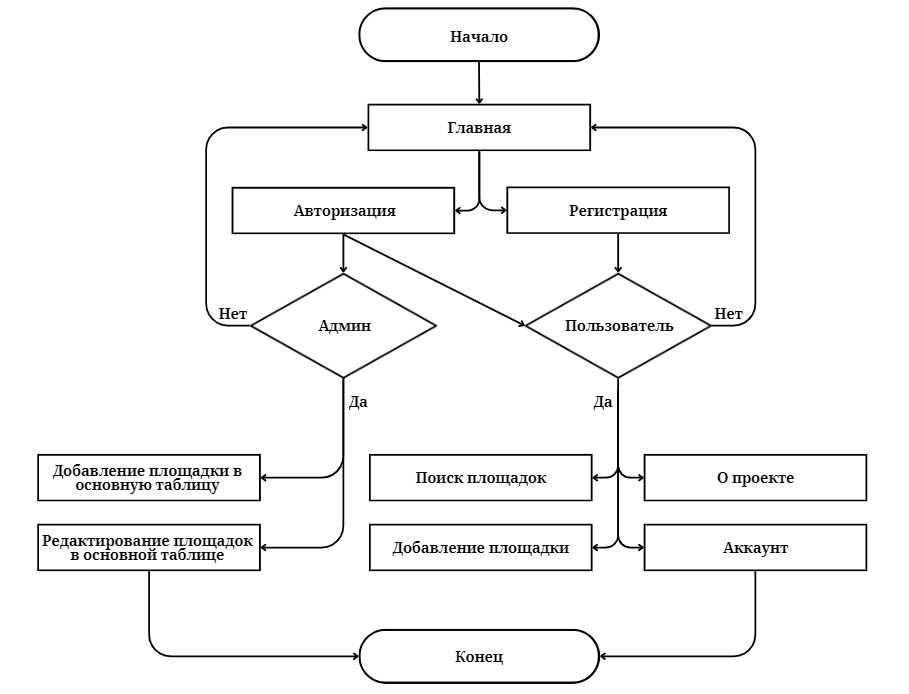 Начало
Главная
Авторизация
Регистрация
Нет
Админ
Пользователь
Нет
Да
Да
Добавление площадки в
основную таблицу
Поиск площадок
О проекте
Редактирование площадок
в основной таблице
Добавление площадки
Аккаунт
Конец